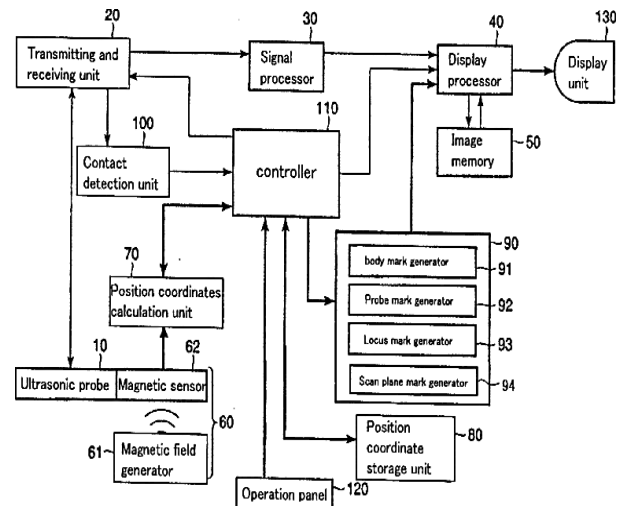 20
30
40
130
Transmitting and
receiving unit
Signal
processor
Display
processor
Display
unit
110
100
Contact
detection unit
controller
Image
memory
50
90
body mark generator
91
70
Position coordinates
calculation unit
Probe mark generator
92
Locus mark generator
93
10
62
Ultrasonic probe
Magnetic sensor
Scan plane mark generator
94
60
61
Magnetic field
generator
Position
coordinate
storage unit
80
Operation panel
120